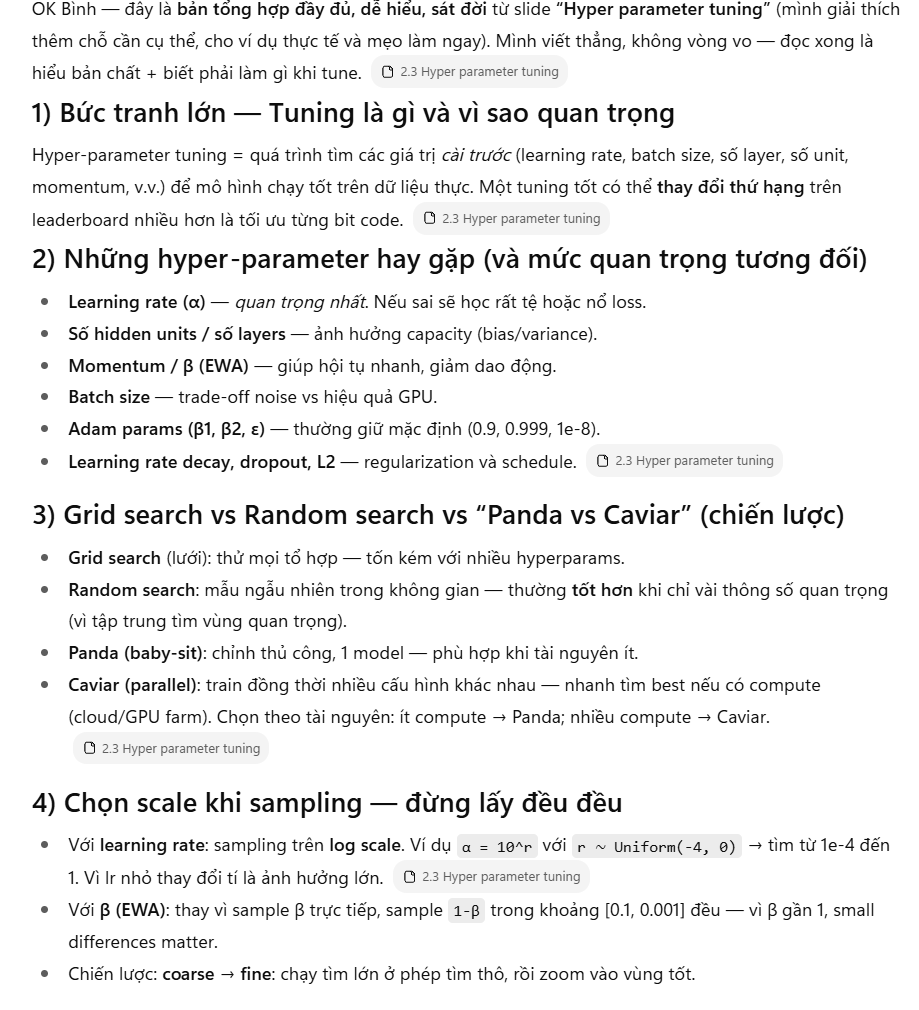 OK Bình — đây là bản tổng hợp đầy đủ, dễ hiểu, sát đời từ slide “Hyper parameter tuning” (mình giải thích
thêm chỗ cần cụ thể, cho ví dụ thực tế và mẹo làm ngay). Mình viết thẳng, không vòng vo — đọc xong là
hiểu bản chất + biết phải làm gì khi tune. 2.3 Hyper parameter tuning
1) Bức tranh lớn — Tuning là gì và vì sao quan trọng
Hyper-parameter tuning = quá trình tìm các giá trị cài trước (learning rate, batch size, số layer, số unit,
momentum, v.v.) để mô hình chạy tốt trên dữ liệu thực. Một tuning tốt có thể thay đổi thứ hạng trên
leaderboard nhiều hơn là tối ưu từng bit code. 2.3 Hyper parameter tuning
2) Những hyper-parameter hay gặp (và mức quan trọng tương đối)
• Learning rate (α) — quan trọng nhất. Nếu sai sẽ học rất tệ hoặc nổ loss.
• Số hidden units / số layers — ảnh hưởng capacity (bias/variance).
• Momentum / β (EWA) — giúp hội tụ nhanh, giảm dao động.
• Batch size — trade-off noise vs hiệu quả GPU.
• Adam params (β1, β2, ε) — thường giữ mặc định (0.9, 0.999, 1e-8).
• Learning rate decay, dropout, L2 — regularization và schedule. 2.3 Hyper parameter tuning
3) Grid search vs Random search vs “Panda vs Caviar” (chiến lược)
• Grid search (lưới): thử mọi tổ hợp — tốn kém với nhiều hyperparams.
• Random search: mẫu ngẫu nhiên trong không gian — thường tốt hơn khi chỉ vài thông số quan trọng
(vì tập trung tìm vùng quan trọng).
• Panda (baby-sit): chỉnh thủ công, 1 model — phù hợp khi tài nguyên ít.
• Caviar (parallel): train đồng thời nhiều cấu hình khác nhau — nhanh tìm best nếu có compute
(cloud/GPU farm). Chọn theo tài nguyên: ít compute → Panda; nhiều compute → Caviar.
2.3 Hyper parameter tuning
4) Chọn scale khi sampling — đừng lấy đều đều
• Với learning rate: sampling trên log scale. Ví dụ α = 10^r với r ~ Uniform(-4, 0) → tìm từ 1e-4 đến
1. Vì lr nhỏ thay đổi tí là ảnh hưởng lớn. 2.3 Hyper parameter tuning
• Với β (EWA): thay vì sample β trực tiếp, sample 1-β trong khoảng [0.1, 0.001] đều — vì β gần 1, small
differences matter.
• Chiến lược: coarse → fine: chạy tìm lớn ở phép tìm thô, rồi zoom vào vùng tốt.